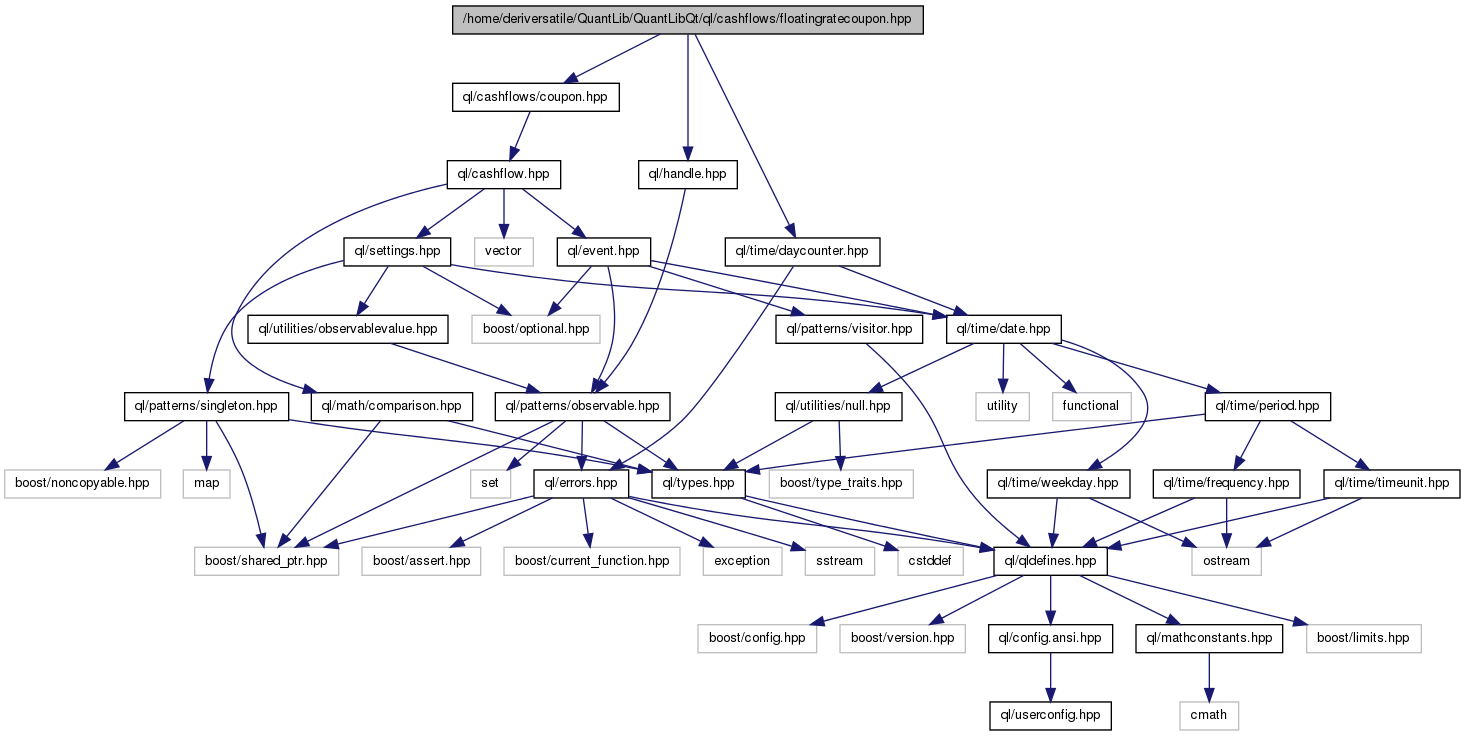 /home/deriversatile/QuantLib/QuantLibQt/ql/cashflows/floatingratecoupon.hpp
ql/cashflows/coupon.hpp
ql/cashflow.hpp
ql/handle.hpp
ql/settings.hpp
vector
ql/event.hpp
ql/time/daycounter.hpp
ql/utilities/observablevalue.hpp
boost/optional.hpp
ql/patterns/visitor.hpp
ql/time/date.hpp
ql/patterns/singleton.hpp
ql/math/comparison.hpp
ql/patterns/observable.hpp
ql/utilities/null.hpp
utility
functional
ql/time/period.hpp
boost/noncopyable.hpp
map
set
ql/errors.hpp
ql/types.hpp
boost/type_traits.hpp
ql/time/weekday.hpp
ql/time/frequency.hpp
ql/time/timeunit.hpp
boost/shared_ptr.hpp
boost/assert.hpp
boost/current_function.hpp
exception
sstream
cstddef
ql/qldefines.hpp
ostream
boost/config.hpp
boost/version.hpp
ql/config.ansi.hpp
ql/mathconstants.hpp
boost/limits.hpp
ql/userconfig.hpp
cmath